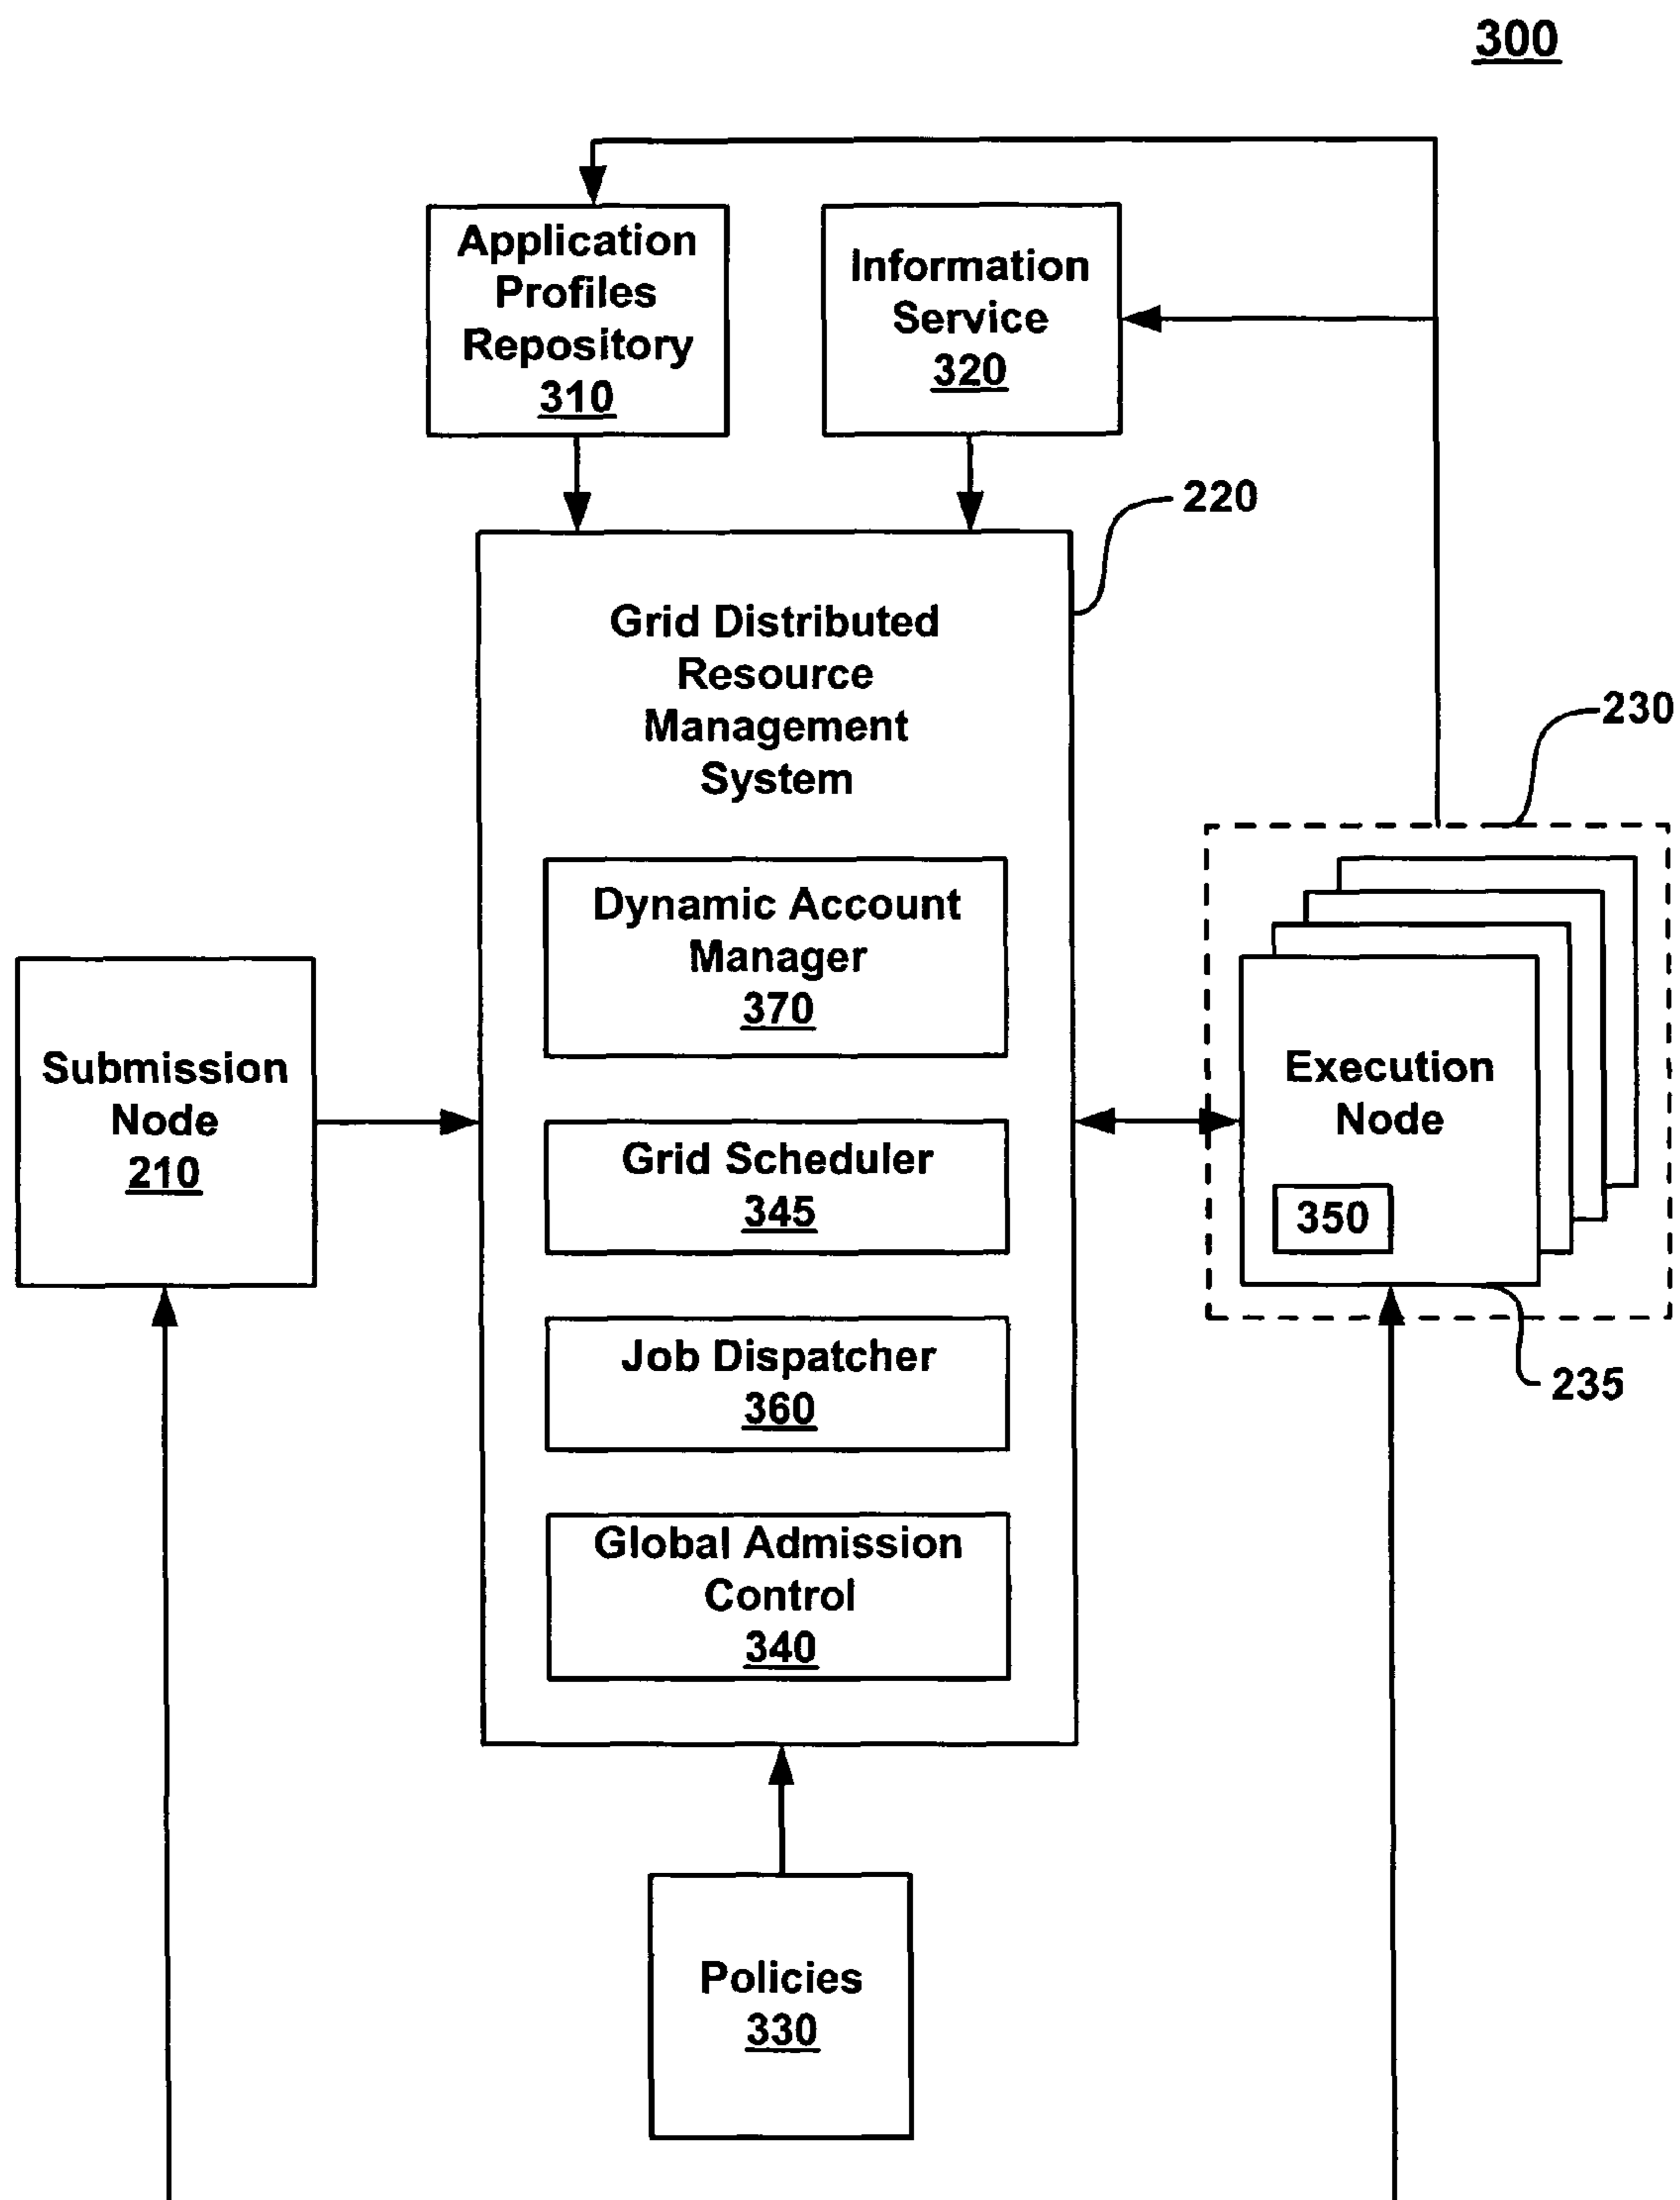 300
Application
Profiles
Repository
310
Information
Service
320
220
Grid Distributed
Resource
Management
System
230
Dynamic Account
Manager
370
Submission
Node
210
Execution
Node
350
Grid Scheduler
345
235
Job Dispatcher
360
Global Admission
Control
340
Policies
330